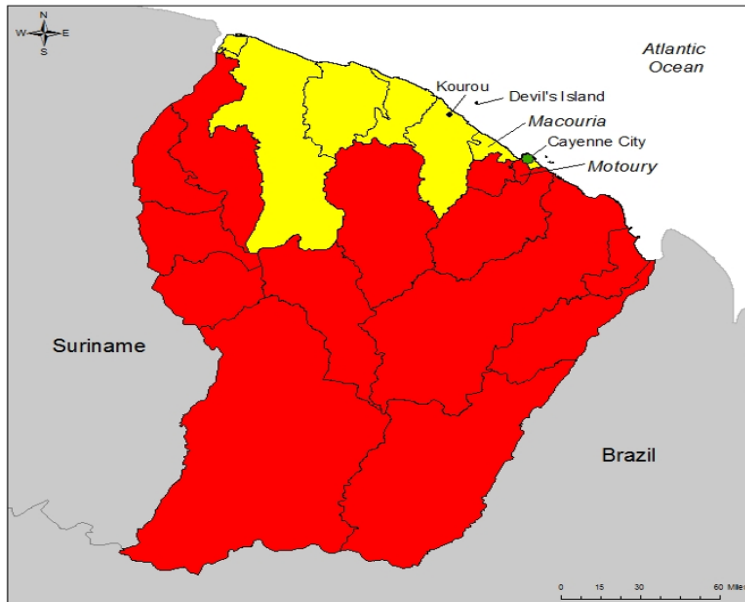 N
W E
S
Atlantic
Ocean
Kourou
Devil's Island
Macouria
Cayenne City
Motoury
Suriname
Brazil
0 15 30 60 Miles